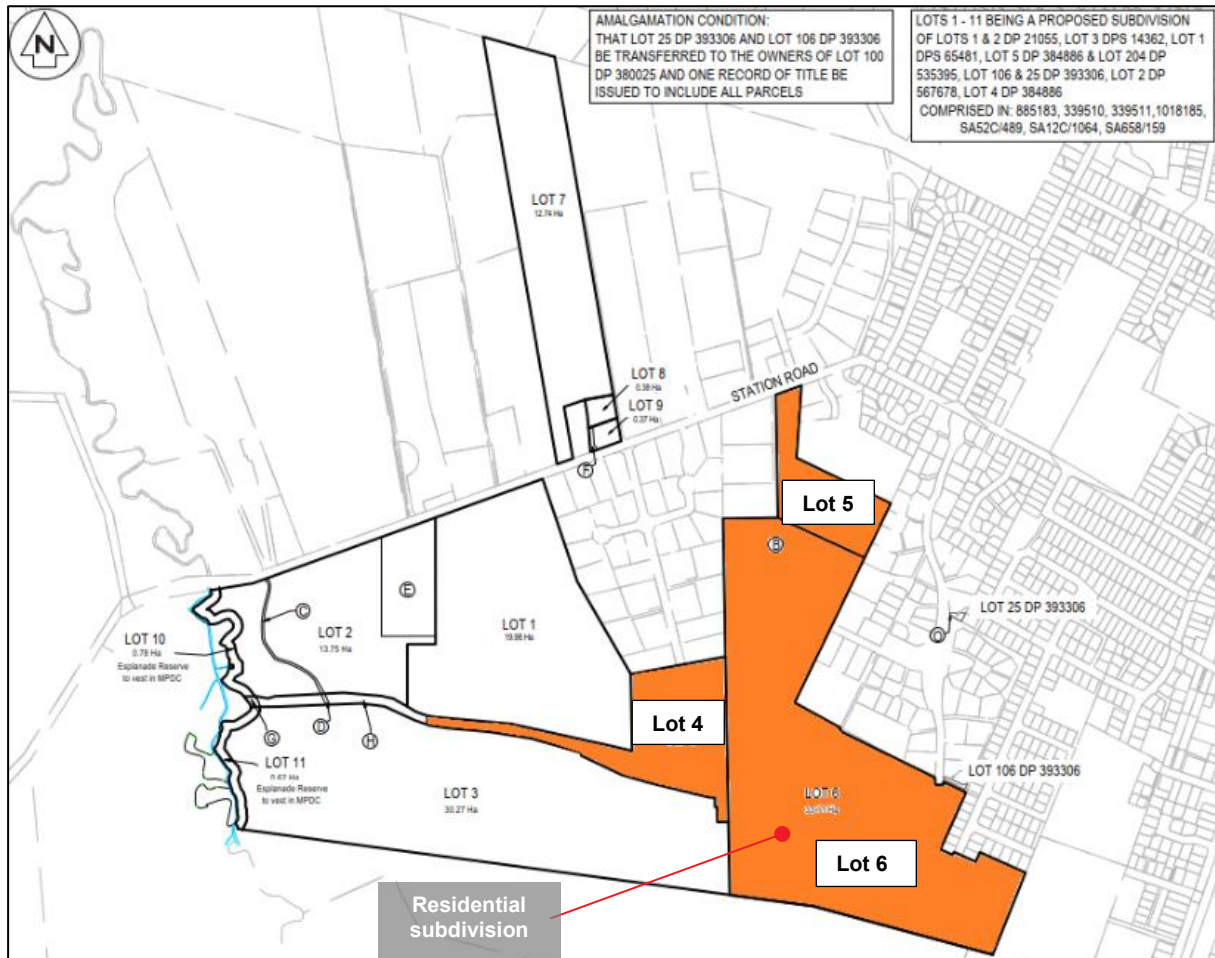 N
AMALGAMATION CONDITION:
THAT LOT 25 DP 393306 AND LOT 106 DP 393306
BE TRANSFERRED TO THE OWNERS OF LOT 100
DP 380025 AND ONE RECORD OF TITLE BE
ISSUED TO INCLUDE ALL PARCELS
LOTS 1 - 11 BEING A PROPOSED SUBDIVISION
OF LOTS 1 & 2 DP 21055, LOT 3 DPS 14362, LOT 1
DPS 65481, LOT 5 DP 384886 & LOT 204 DP
535395, LOT 106 & 25 DP 393306, LOT 2 DP
567678, LOT 4 DP 384886
COMPRISED IN: 885183, 339510, 339511,1018185,
SA52C/489, SA12C/1064, SA658/159
LOT 7
12.74 Ha
LOT 8
0.38 Ha
LOT 9
0.37 Ha
F
STATION ROAD
Lot 5
B
E
C
LOT 2
13.75 Ha
LOT 1
19.98 Ha
LOT 25 DP 393306
O
LOT 10
0.78 Ha
Esplanade Reserve
to vest in MPDC
G
D
H
Lot 4
LOT 11
0.62 Ha
Esplanade Reserve
to vest in MPDC
LOT 3
30.27 Ha
LOT 106 DP 393306
LOT 6
Lot 6
Residential
subdivision